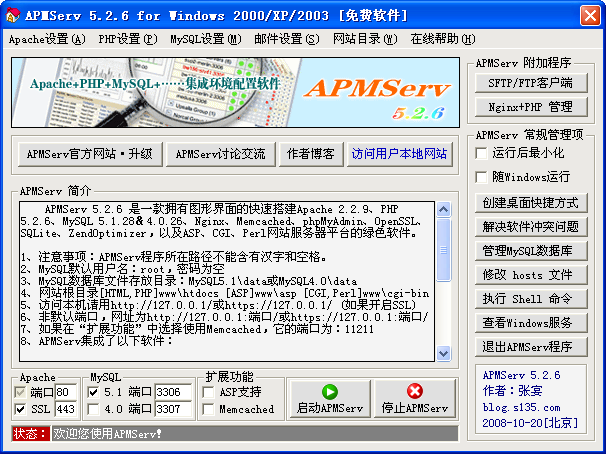 APMServ 5.2.6 for Windows 2000/XP/2003 [免费软件]
Apache设置(A) PHP设置(P) MySQL设置(M) 邮件设置(S) 网站目录(W) 在线帮助(H)
Apache+PHP+MySQL+……集成环境配置软件
APMServ
5.2.6
APMServ官方网站·升级 APMServ讨论交流 作者博客 访问用户本地网站
APMServ 简介
APMServ 5.2.6 是一款拥有图形界面的快速搭建Apache 2.2.9、PHP
5.2.6、MySQL 5.1.28&4.0.26、Nginx、Memcached、phpMyAdmin、OpenSSL、
SQLite、ZendOptimizer，以及ASP、CGI、Perl网站服务器平台的绿色软件。
1、注意事项：APMServ程序所在路径不能含有汉字和空格。
2、MySQL默认用户名：root，密码为空
3、MySQL数据库文件存放目录：MySQL5.1\data或MySQL4.0\data
4、网站根目录[HTML,PHP]www\htdocs [ASP]www\asp [CGI,Perl]www\cgi-bin
5、访问本机请用http://127.0.0.1/或https://127.0.0.1/（如果开启SSL）
6、非默认端口，网址为http://127.0.0.1:端口/或https://127.0.0.1:端口/
7、如果在“扩展功能”中选择使用Memcached，它的端口为：11211
8、APMServ集成了以下软件：
Apache
端口 80
SSL 443
MySQL
5.1 端口 3306
4.0 端口 3307
扩展功能
ASP支持
Memcached
启动APMServ
停止APMServ
状态： 欢迎您使用APMServ!
APMServ 附加程序
SFTP/FTP客户端
Nginx+PHP 管理
APMServ 常规管理项
运行后最小化
随Windows运行
创建桌面快捷方式
解决软件冲突问题
管理MySQL数据库
修改 hosts 文件
执行 Shell 命令
查看Windows服务
退出APMServ程序
APMServ 5.2.6
作者：张宴
blog.s135.com
2008-10-20[北京]